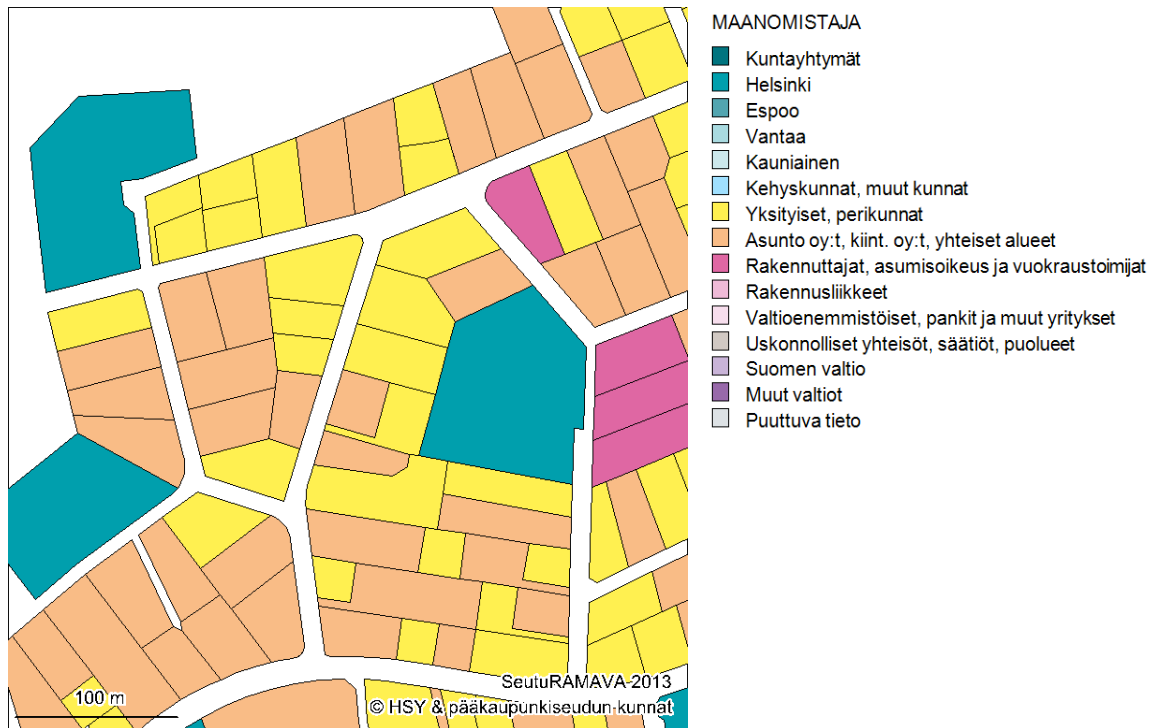 MAANOMISTAJA
Kuntayhtymät
Helsinki
Espoo
Vantaa
Kauniainen
Kehyskunnat, muut kunnat
Yksityiset, perikunnat
Asunto oy:t, kiint. oy:t, yhteiset alueet
Rakennuttajat, asumisoikeus ja vuokraustoimijat
Rakennusliikkeet
Valtioenemmistöiset, pankit ja muut yritykset
Uskonnolliset yhteisöt, säätiöt, puolueet
Suomen valtio
Muut valtiot
Puuttuva tieto
100 m
SeutuRAMAVA 2013
© HSY & pääkaupunkiseudun kunnat